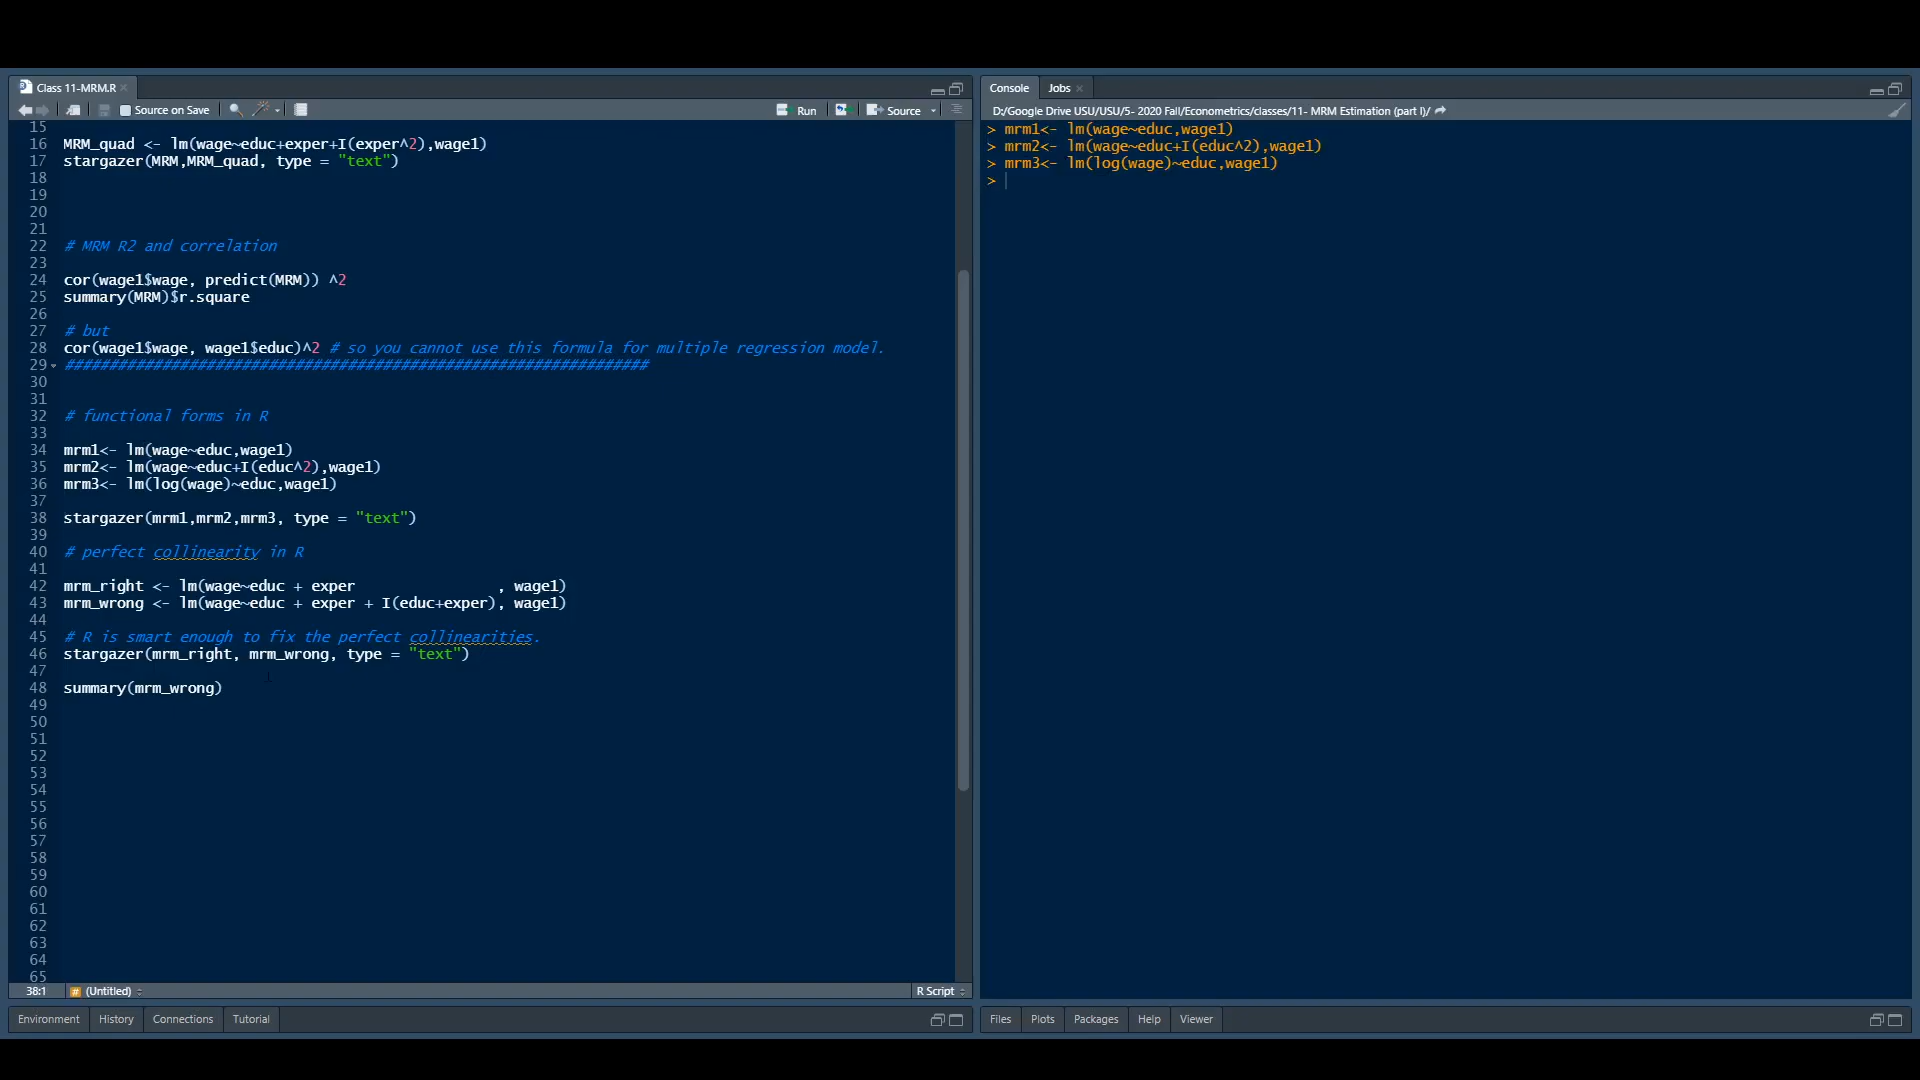 Class 11-MRM.R
Source on Save
Run
Source
15
16 MRM_quad <- lm(wage~educ+exper+I(exper^2),wage1)
17 stargazer(MRM,MRM_quad, type = "text")
18
19
20
21
22 # MRM R2 and correlation
23
24 cor(wage1$wage, predict(MRM)) ^2
25 summary(MRM)$r.square
26
27 # but
28 cor(wage1$wage, wage1$educ)^2 # so you cannot use this formula for multiple regression model.
29 ##################################################################
30
31
32 # functional forms in R
33
34 mrm1<- lm(wage~educ,wage1)
35 mrm2<- lm(wage~educ+I(educ^2),wage1)
36 mrm3<- lm(log(wage)~educ,wage1)
37
38 stargazer(mrm1,mrm2,mrm3, type = "text")
39
40 # perfect collinearity in R
41
42 mrm_right <- lm(wage~educ + exper                , wage1)
43 mrm_wrong <- lm(wage~educ + exper + I(educ+exper), wage1)
44
45 # R is smart enough to fix the perfect collinearities.
46 stargazer(mrm_right, mrm_wrong, type = "text")
47
48 summary(mrm_wrong)
49
50
51
52
53
54
55
56
57
58
59
60
61
62
63
64
65
38:1 # (Untitled) R Script
Environment History Connections Tutorial
Console Jobs
D:/Google Drive USU/USU/5- 2020 Fall/Econometrics/classes/11- MRM Estimation (part I)/
> mrm1<- lm(wage~educ,wage1)
> mrm2<- lm(wage~educ+I(educ^2),wage1)
> mrm3<- lm(log(wage)~educ,wage1)
>
Files Plots Packages Help Viewer